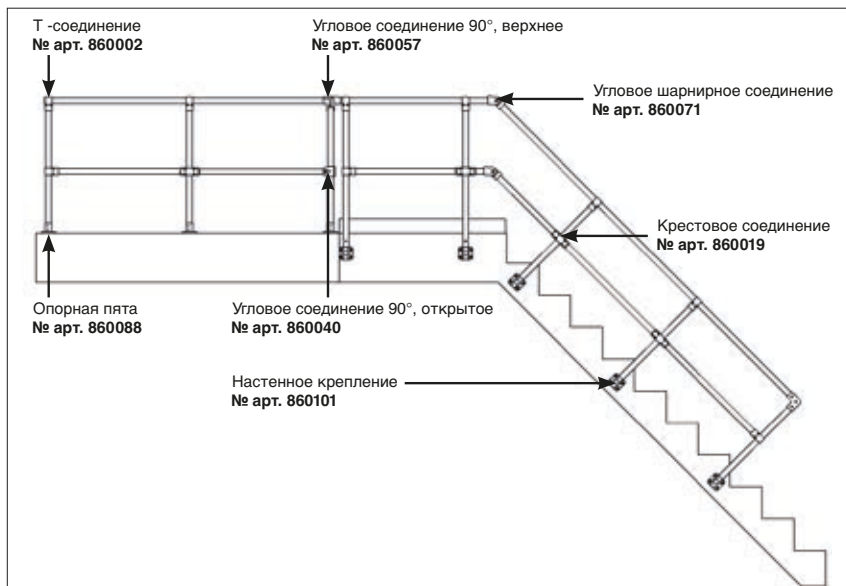 Т -соединение
№ арт. 860002
Угловое соединение 90°, верхнее
№ арт. 860057
Угловое шарнирное соединение
№ арт. 860071
Крестовое соединение
№ арт. 860019
Опорная пята
№ арт. 860088
Угловое соединение 90°, открытое
№ арт. 860040
Настенное крепление
№ арт. 860101